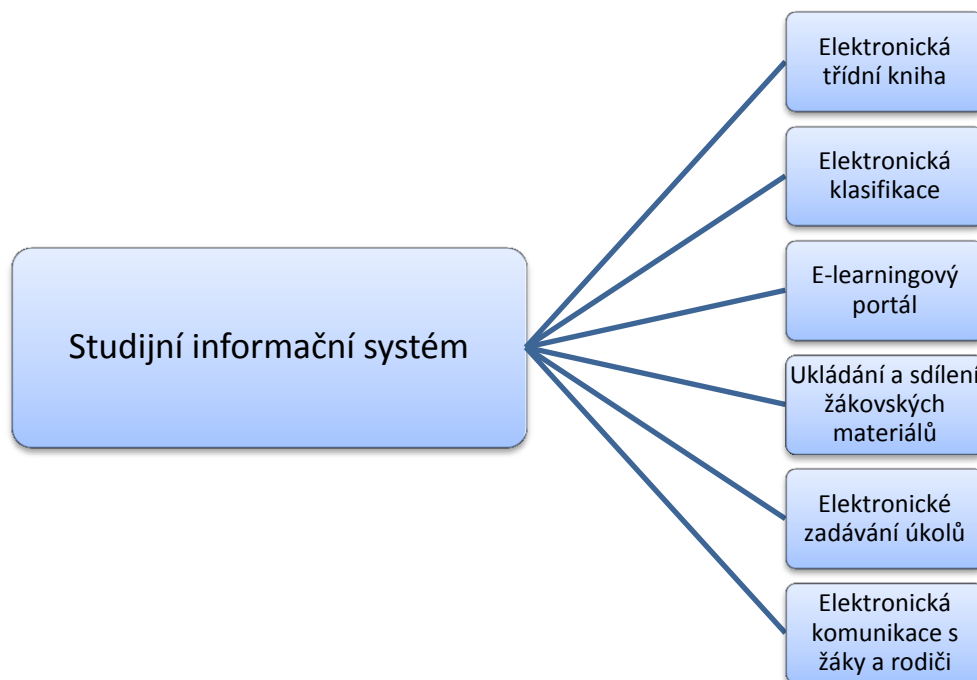 Elektronická
třídní kniha
Elektronická
klasifikace
E-learningový
portál
Studijní informační systém
Ukládání a sdílení
žákovských
materiálů
Elektronické
zadávání úkolů
Elektronická
komunikace s
žáky a rodiči